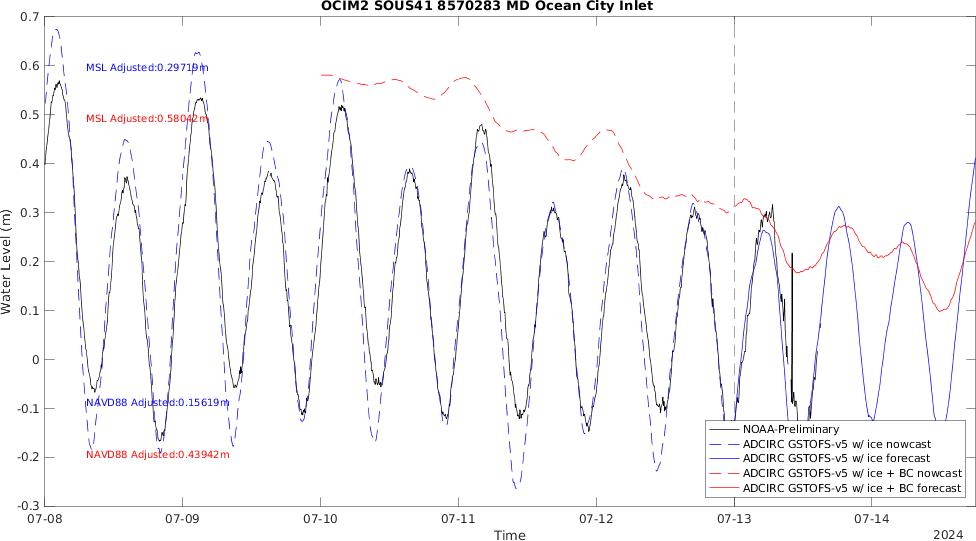 OCIM2 SOUS41 8570283 MD Ocean City Inlet
0.7
0.6
0.5
0.4
0.3
0.2
0.1
0
-0.1
-0.2
-0.3
Water Level (m)
MSL Adjusted:0.29719m
MSL Adjusted:0.58042m
NAVD88 Adjusted:0.15619m
NAVD88 Adjusted:0.43942m
NOAA-Preliminary
ADCIRC GSTOFS-v5 w/ ice nowcast
ADCIRC GSTOFS-v5 w/ ice forecast
ADCIRC GSTOFS-v5 w/ ice + BC nowcast
ADCIRC GSTOFS-v5 w/ ice + BC forecast
07-08 07-09 07-10 07-11 07-12 07-13 07-14
Time
2024